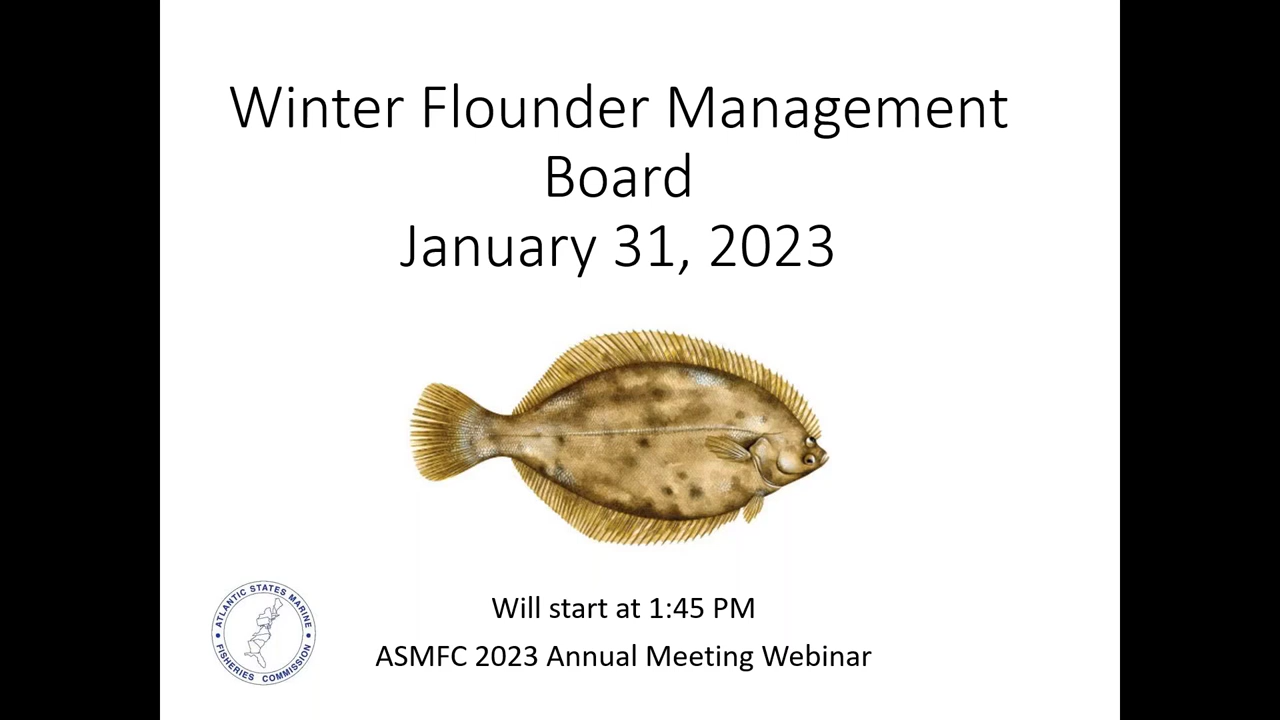 Winter Flounder Management
Board
January 31, 2023
Will start at 1:45 PM
ASMFC 2023 Annual Meeting Webinar
ATLANTIC STATES MARINE
FISHERIES COMMISSION